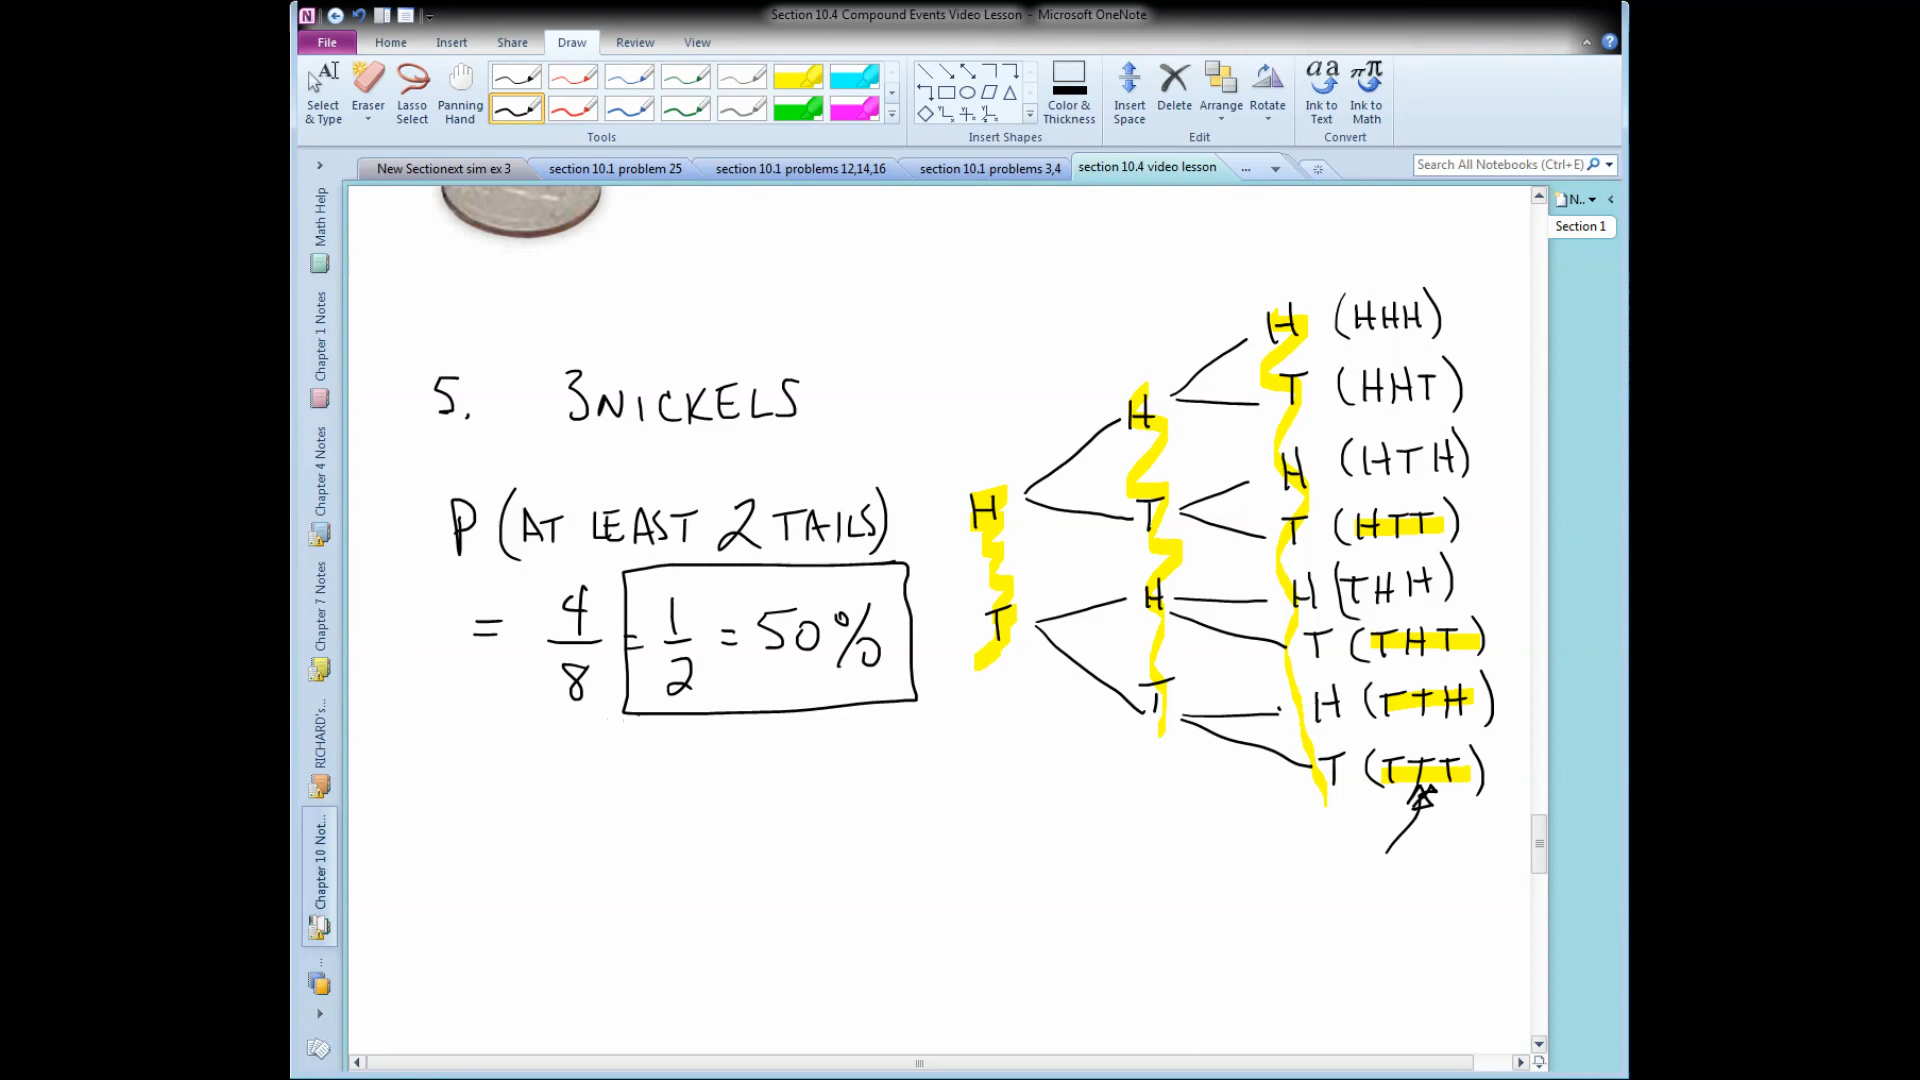 Section 10.4 Compound Events Video Lesson - Microsoft OneNote
File Home Insert Share Draw Review View
Select & Type
Eraser
Lasso Select
Panning Hand
Color & Thickness
Insert Space
Delete
Arrange
Rotate
Ink to Text
Ink to Math
Tools
Insert Shapes
Edit
Convert
New Sectionext sim ex 3
section 10.1 problem 25
section 10.1 problems 12,14,16
section 10.1 problems 3,4
section 10.4 video lesson
...
Search All Notebooks (Ctrl+E)
N..
Section 1
Math Help
Chapter 1 Notes
Chapter 4 Notes
Chapter 7 Notes
RICHARD's...
Chapter 10 Not...
5. 3 NICKELS
P (AT LEAST 2 TAILS)
= 4/8 = 1/2 = 50%
H
T
H
T
H
T
H (HHH)
T (HHT)
H (HTH)
T (HTT)
H (THH)
T (THT)
H (TTH)
T (TTT)